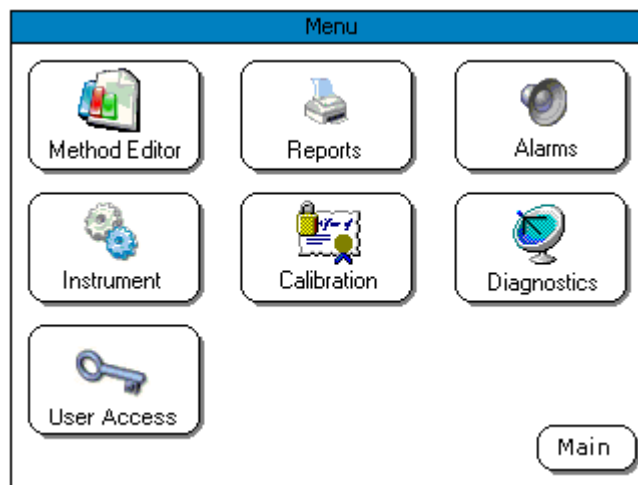 Menu
Method Editor
Reports
Alarms
Instrument
Calibration
Diagnostics
User Access
Main